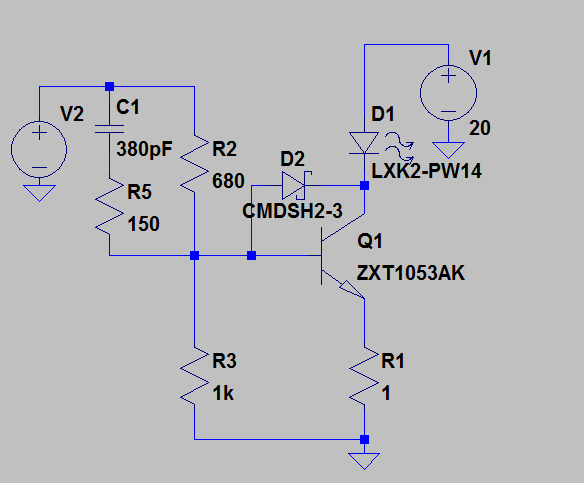 V1
20
V2
C1
380pF
R2
680
R5
150
D1
LXK2-PW14
D2
CMDSH2-3
Q1
ZXT1053AK
R3
1k
R1
1